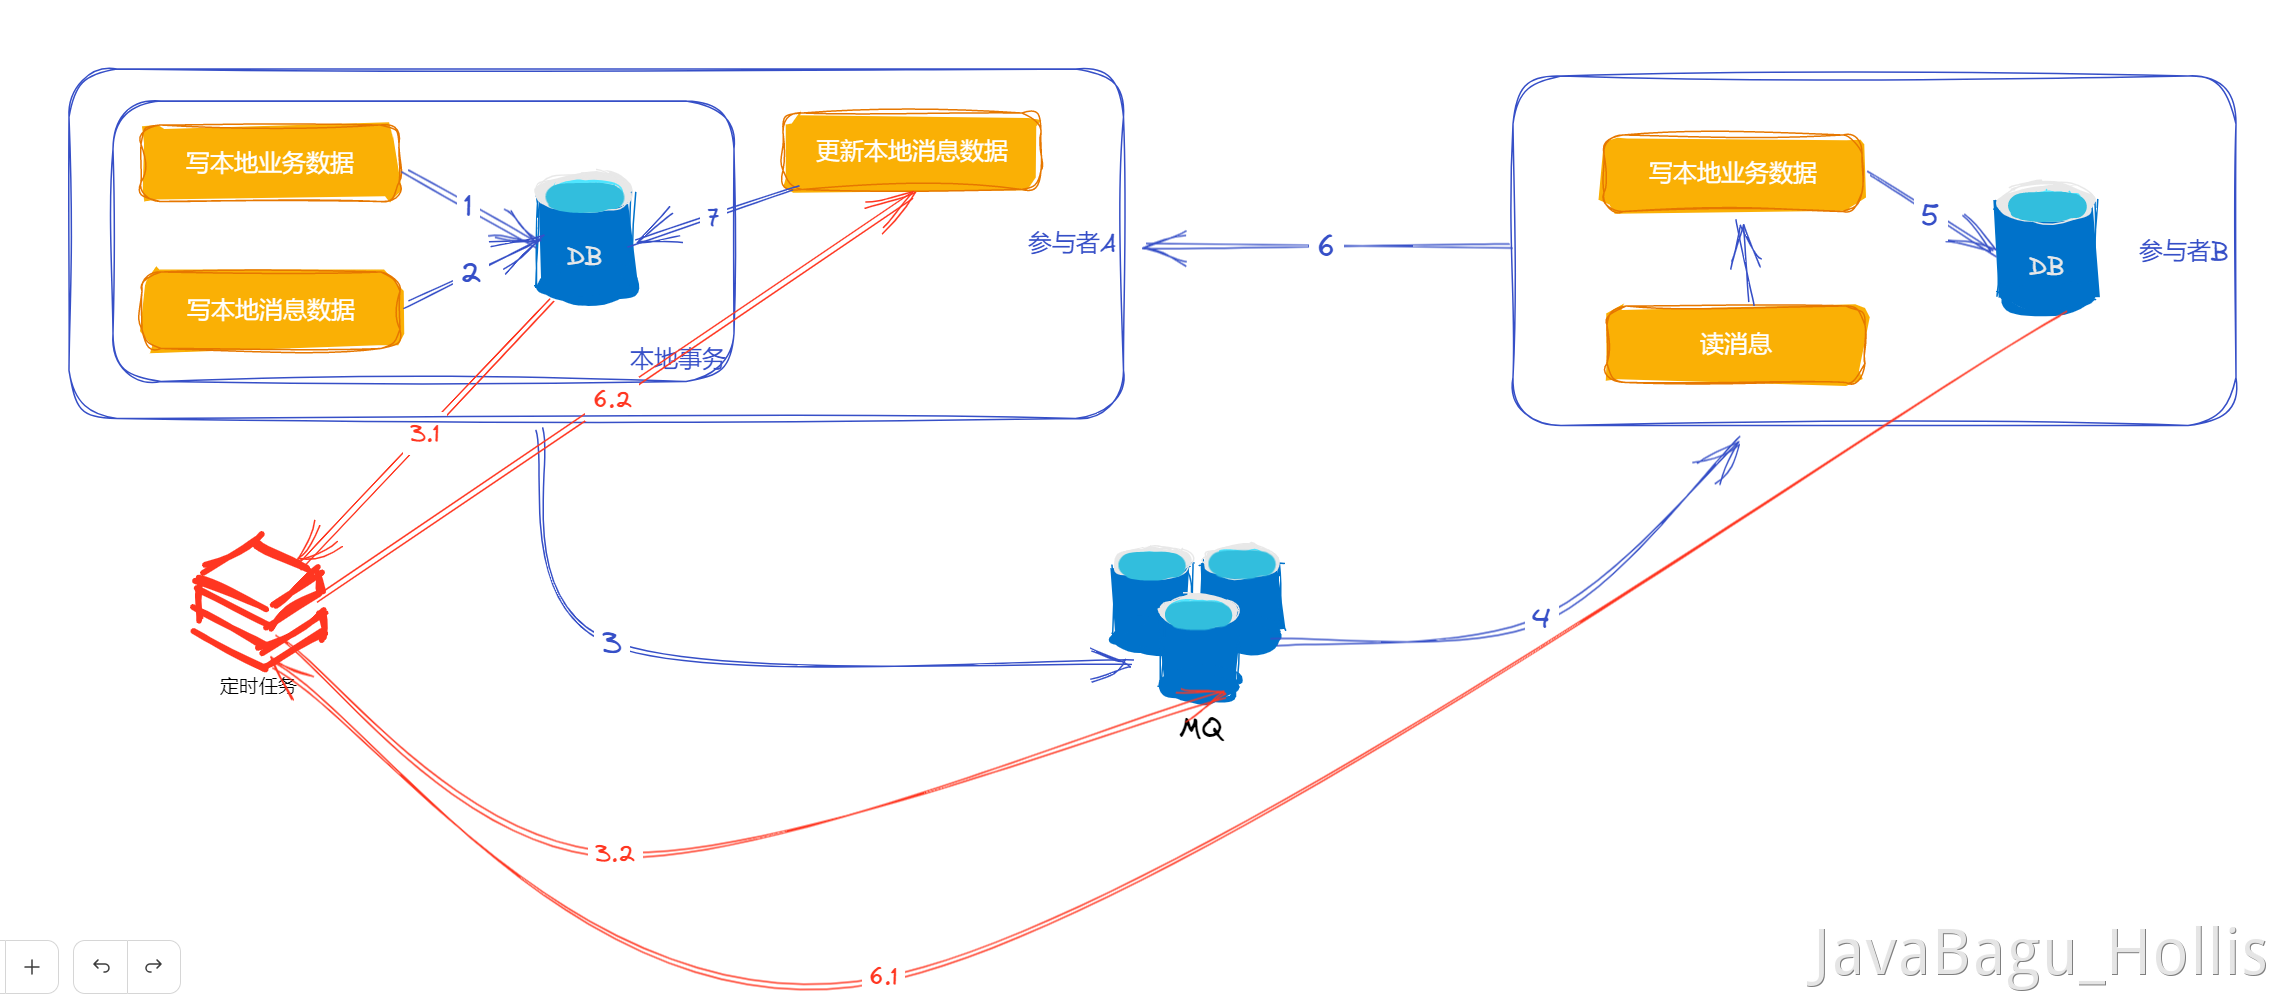 写本地业务数据
更新本地消息数据
写本地业务数据
1
7
5
DB
参与者A
6
参与者B
DB
2
写本地消息数据
读消息
本地事务
6.2
3.1
3
4
定时任务
MQ
3.2
6.1
JavaBagu_Hollis